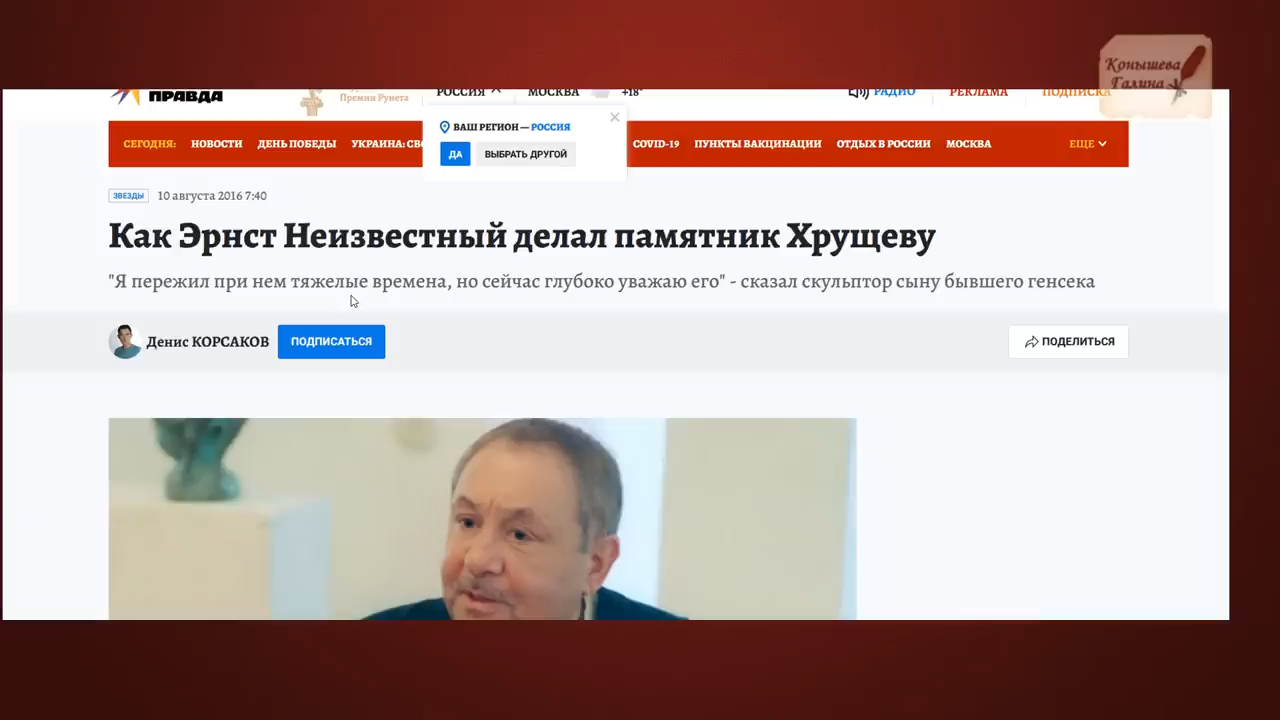 Конышева
Галина
ПРАВДА
Премии Рунета
РОССИЯ
МОСКВА
+18°
РАДИО
РЕКЛАМА
ПОДПИСКА
ВАШ РЕГИОН — РОССИЯ
ДА
ВЫБРАТЬ ДРУГОЙ
СЕГОДНЯ:
НОВОСТИ
ДЕНЬ ПОБЕДЫ
УКРАИНА: СВО
COVID-19
ПУНКТЫ ВАКЦИНАЦИИ
ОТДЫХ В РОССИИ
МОСКВА
ЕЩЕ
ЗВЕЗДЫ
10 августа 2016 7:40
Как Эрнст Неизвестный делал памятник Хрущеву
"Я пережил при нем тяжелые времена, но сейчас глубоко уважаю его" - сказал скульптор сыну бывшего генсека
Денис КОРСАКОВ
ПОДПИСАТЬСЯ
ПОДЕЛИТЬСЯ